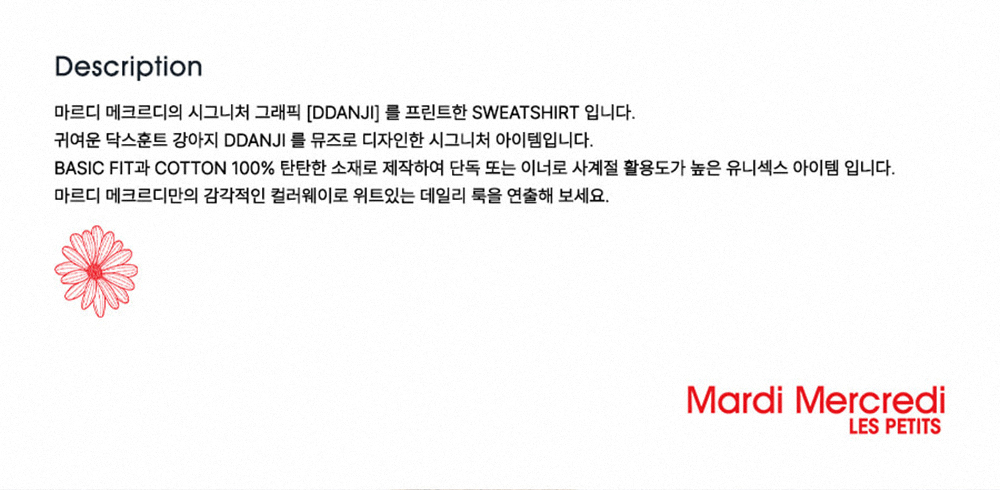 Description
마르디 메크르디의 시그니처 그래픽 [DDANJI] 를 프린트한 SWEATSHIRT 입니다.
귀여운 닥스훈트 강아지 DDANJI 를 뮤즈로 디자인한 시그니처 아이템입니다.
BASIC FIT과 COTTON 100% 탄탄한 소재로 제작하여 단독 또는 이너로 사계절 활용도가 높은 유니섹스 아이템 입니다.
마르디 메크르디만의 감각적인 컬러웨이로 위트있는 데일리 룩을 연출해 보세요.
Mardi Mercredi
LES PETITS